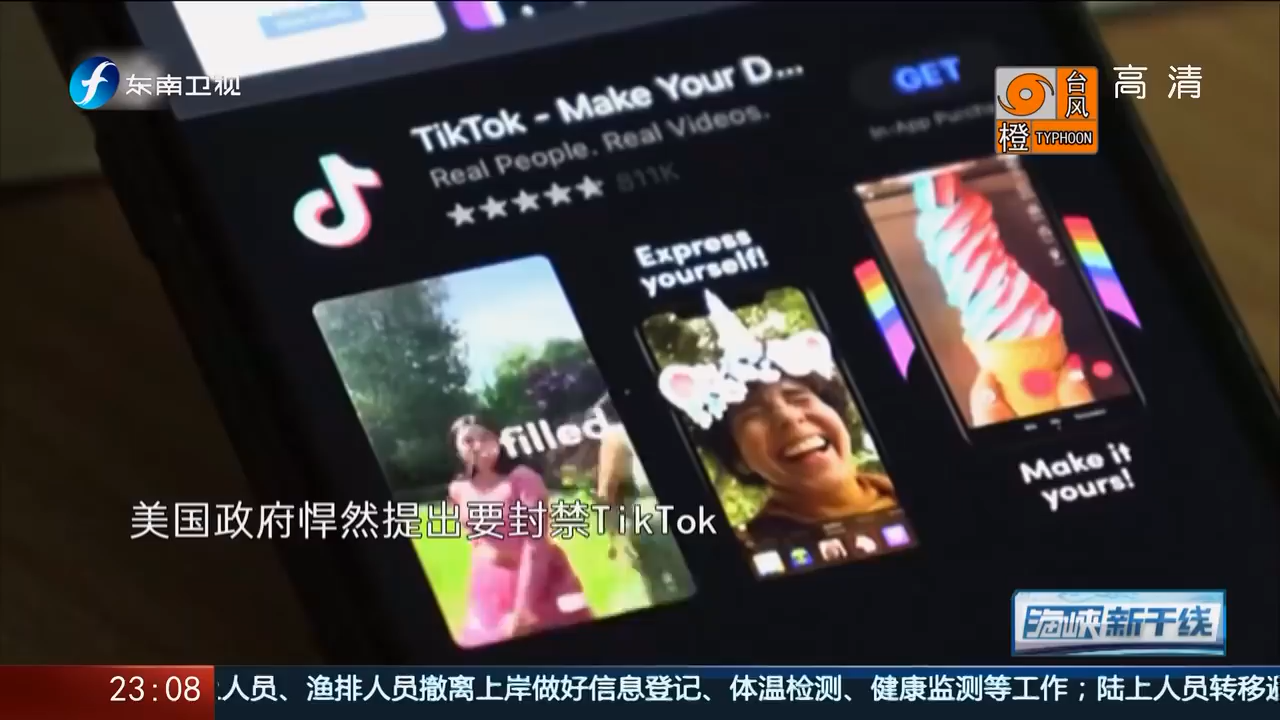 东南卫视
TikTok - Make Your D...
Real People. Real Videos.
811K
GET
In-App Purcha
台风
橙
TYPHOON
高清
Express
yourself!
filled
Make it
yours!
美国政府悍然提出要封禁TikTok
海峡新干线
23:08
人员、渔排人员撤离上岸做好信息登记、体温检测、健康监测等工作；陆上人员转移